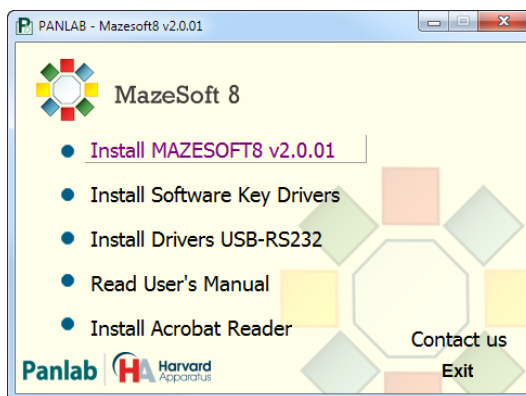 PANLAB - Mazesoft8 v2.0.01
MazeSoft 8
Install MAZESOFT8 v2.0.01
Install Software Key Drivers
Install Drivers USB-RS232
Read User's Manual
Install Acrobat Reader
Contact us
Panlab HA Harvard Apparatus
Exit